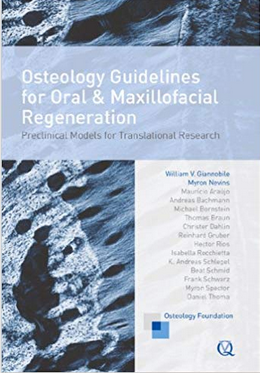 Osteology Guidelines
for Oral & Maxillofacial
Regeneration
Preclinical Models for Translational Research
William V. Giannobile
Myron Nevins
Mauricio Araújo
Andreas Bachmann
Michael Bornstein
Thomas Braun
Christer Dahlin
Reinhard Gruber
Hector Rios
Isabella Rocchietta
K. Andreas Schlegel
Beat Schmid
Frank Schwarz
Myron Spector
Daniel Thoma
Osteology Foundation